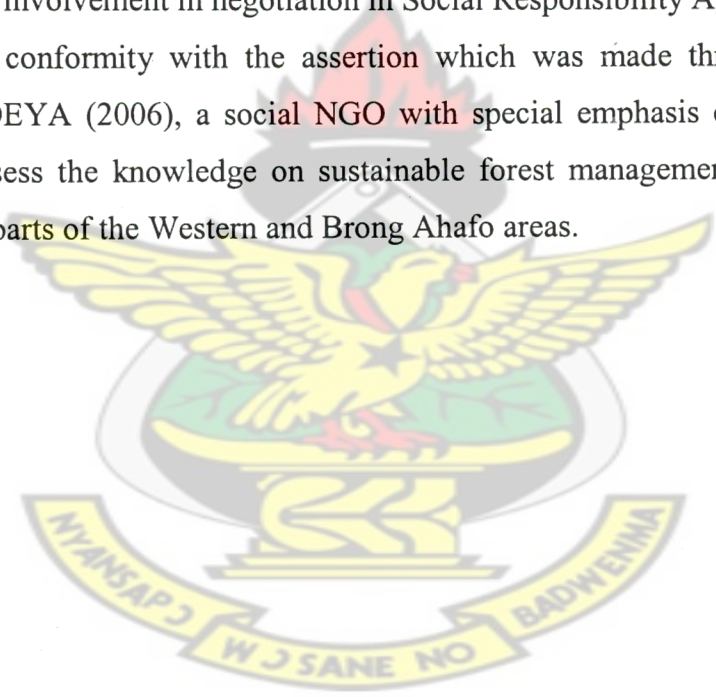 involvement in negotiation in Social Responsibility A
conformity with the assertion which was made th
DEYA (2006), a social NGO with special emphasis
sess the knowledge on sustainable forest managemen
parts of the Western and Brong Ahafo areas.
NYANSAPƆ
WƆSANE NO
BADWENMA